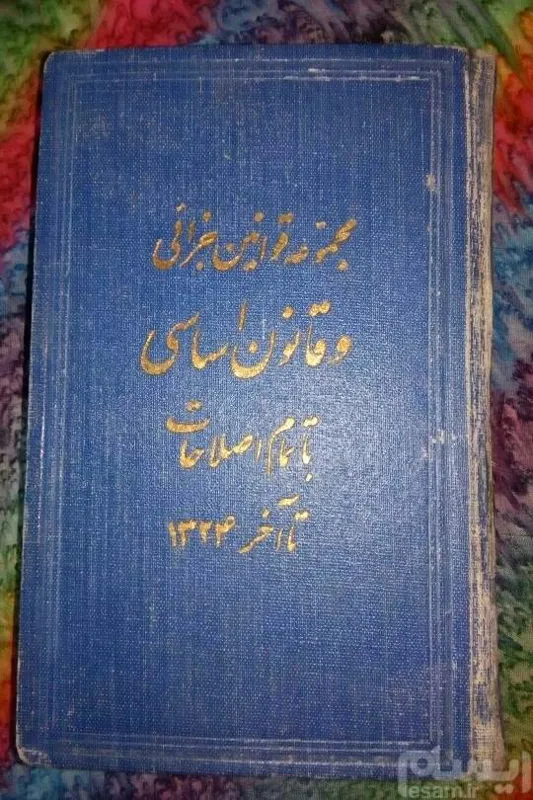 مجموعه قوانین جزائی
و قانون اساسی
با تمام اصلاحات
تا آخر ۱۳۲۴
ایسام
esam.ir